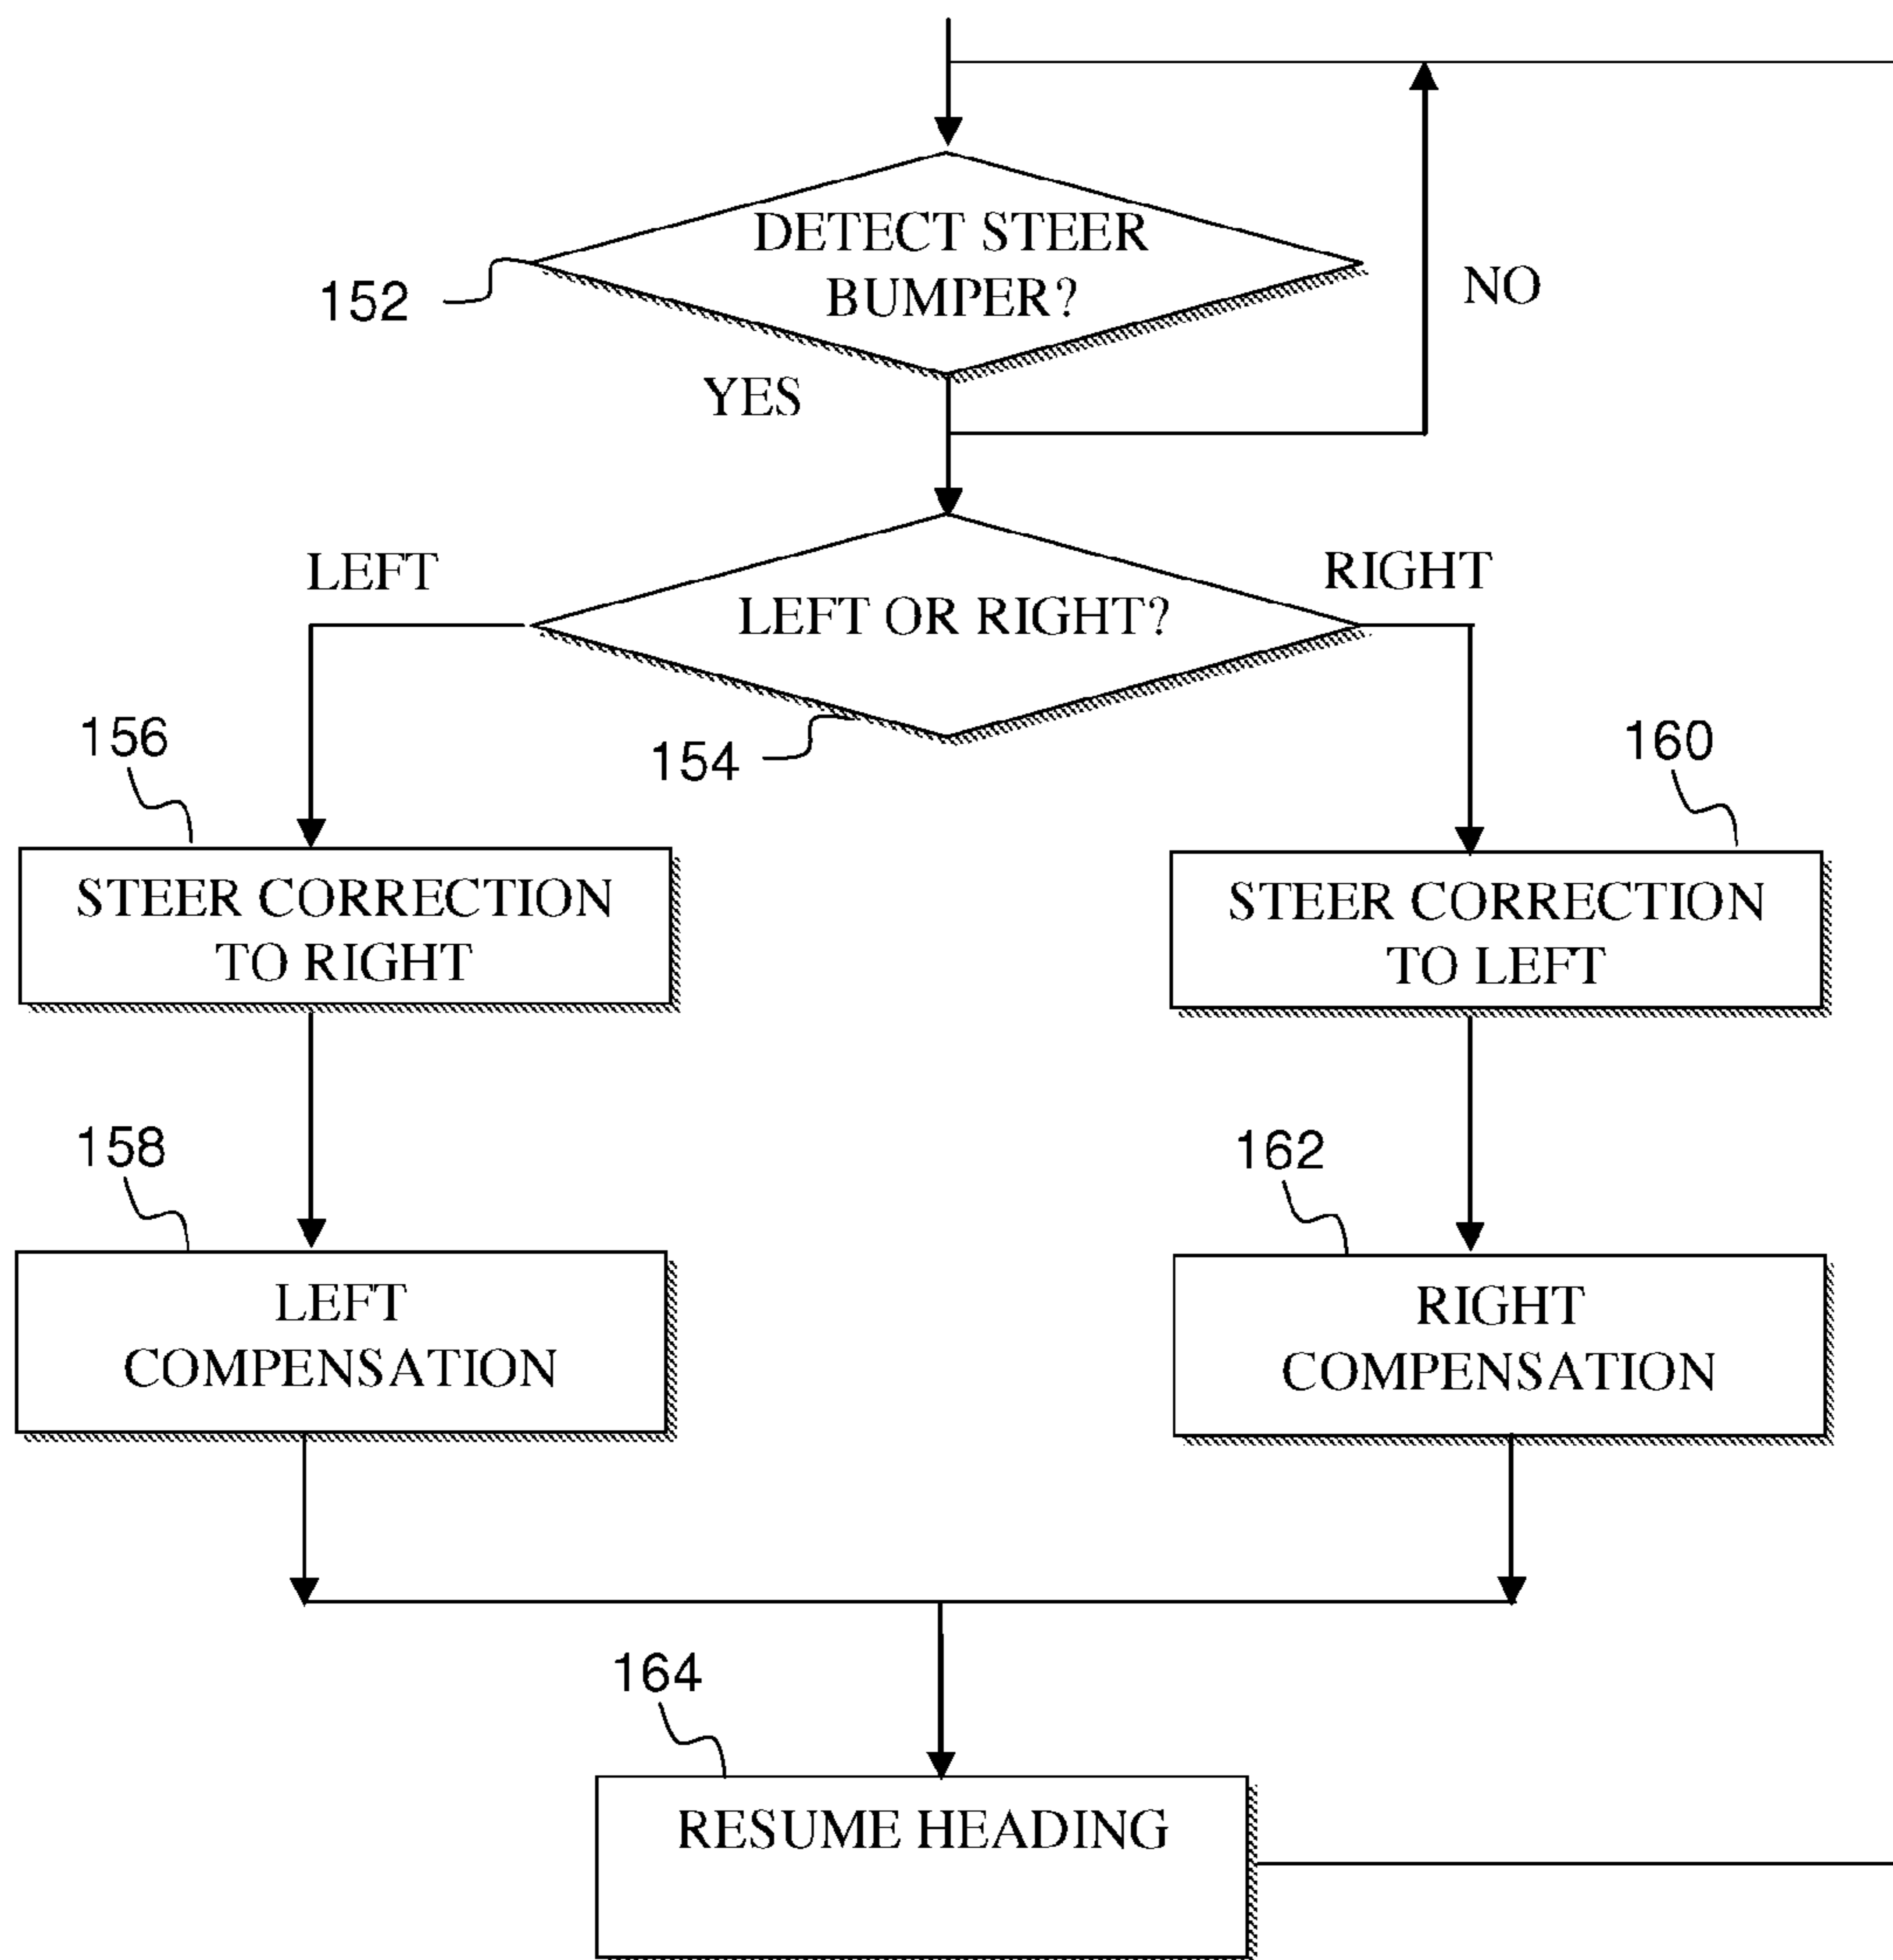 DETECT STEER
BUMPER?
152
NO
YES
LEFT
RIGHT
LEFT OR RIGHT?
154
156
160
STEER CORRECTION
TO RIGHT
STEER CORRECTION
TO LEFT
158
162
LEFT
COMPENSATION
RIGHT
COMPENSATION
164
RESUME HEADING